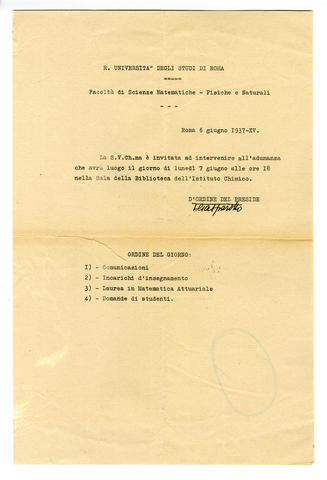 R. UNIVERSITA' DEGLI STUDI DI ROMA
=====
Facoltà di Scienze Matematiche - Fisiche e Naturali
- - -
Roma 6 giugno 1937-XV.
La S.V.Ch.ma è invitata ad intervenire all'adunanza
che avrà luogo il giorno di lunedì 7 giugno alle ore 18
nella Sala della Biblioteca dell'Istituto Chimico.
D'ORDINE DEL PRESIDE
ORDINE DEL GIORNO:
I) - Comunicazioni
2) - Incarichi d'insegnamento
3) - Laurea in Matematica Attuariale
4) - Domande di studenti.